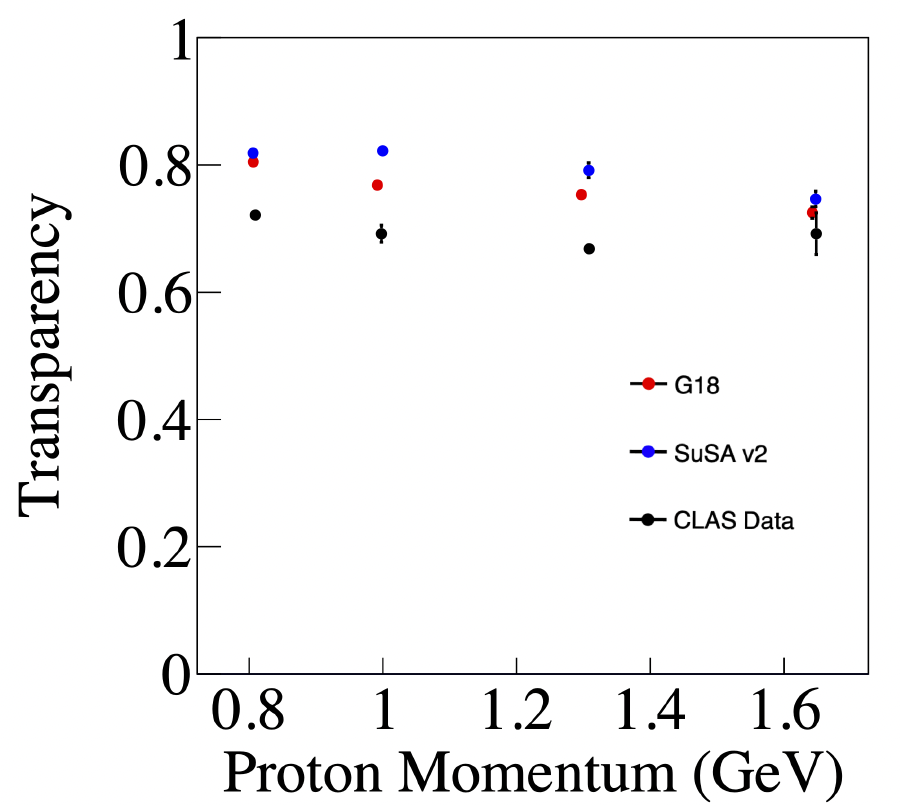 1
0.8
0.6
0.4
0.2
0
Transparency
G18
SuSA v2
CLAS Data
0.8 1 1.2 1.4 1.6
Proton Momentum (GeV)